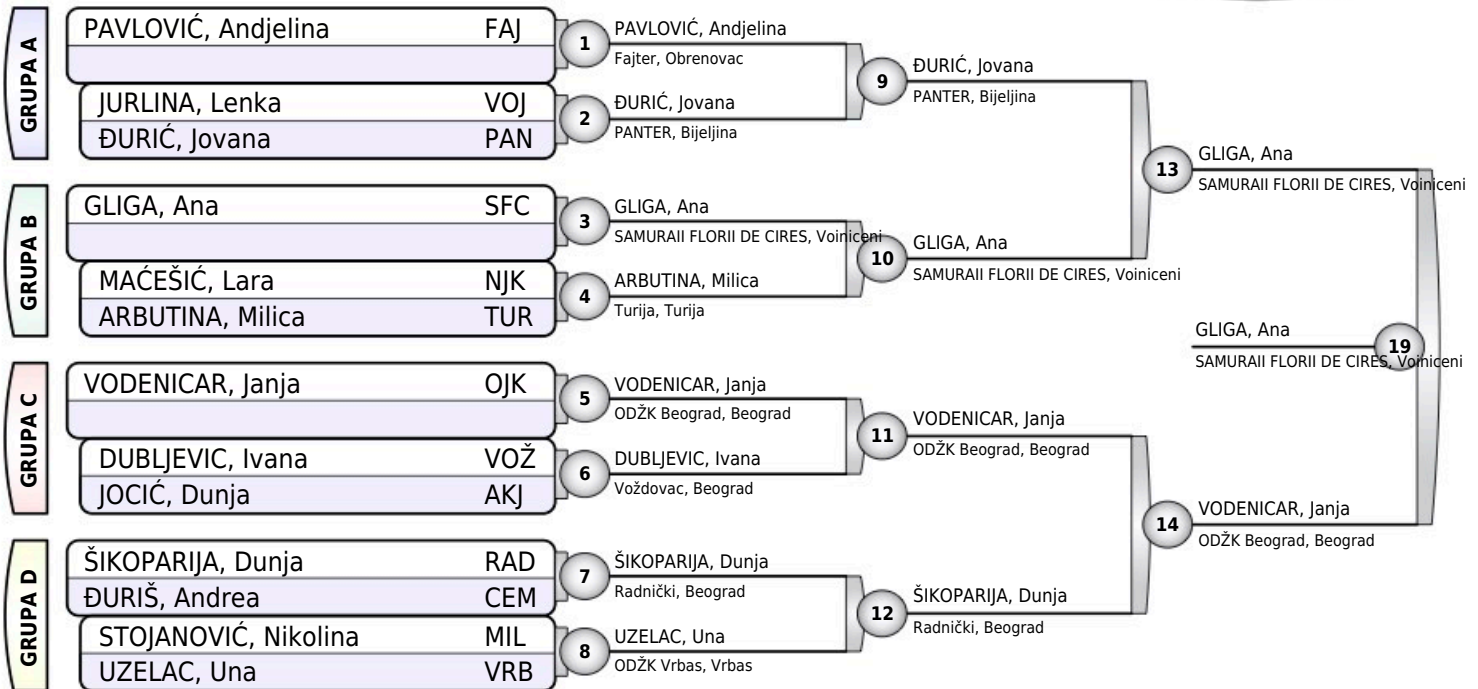 GRUPA A
PAVLOVIĆ, Andjelina FAJ
JURLINA, Lenka VOJ
ĐURIĆ, Jovana PAN
GRUPA B
GLIGA, Ana SFC
MAĆEŠIĆ, Lara NJK
ARBUTINA, Milica TUR
GRUPA C
VODENICAR, Janja OJK
DUBLJEVIC, Ivana VOŽ
JOCIĆ, Dunja AKJ
GRUPA D
ŠIKOPARIJA, Dunja RAD
ĐURIŠ, Andrea CEM
STOJANOVIĆ, Nikolina MIL
UZELAC, Una VRB
1
PAVLOVIĆ, Andjelina
Fajter, Obrenovac
2
ĐURIĆ, Jovana
PANTER, Bijeljina
3
GLIGA, Ana
SAMURAII FLORII DE CIRES, Voiniceni
4
ARBUTINA, Milica
Turija, Turija
5
VODENICAR, Janja
ODŽK Beograd, Beograd
6
DUBLJEVIC, Ivana
Voždovac, Beograd
7
ŠIKOPARIJA, Dunja
Radnički, Beograd
8
UZELAC, Una
ODŽK Vrbas, Vrbas
9
ĐURIĆ, Jovana
PANTER, Bijeljina
10
GLIGA, Ana
SAMURAII FLORII DE CIRES, Voiniceni
11
VODENICAR, Janja
ODŽK Beograd, Beograd
12
ŠIKOPARIJA, Dunja
Radnički, Beograd
13
GLIGA, Ana
SAMURAII FLORII DE CIRES, Voiniceni
14
VODENICAR, Janja
ODŽK Beograd, Beograd
GLIGA, Ana
SAMURAII FLORII DE CIRES, Voiniceni
19